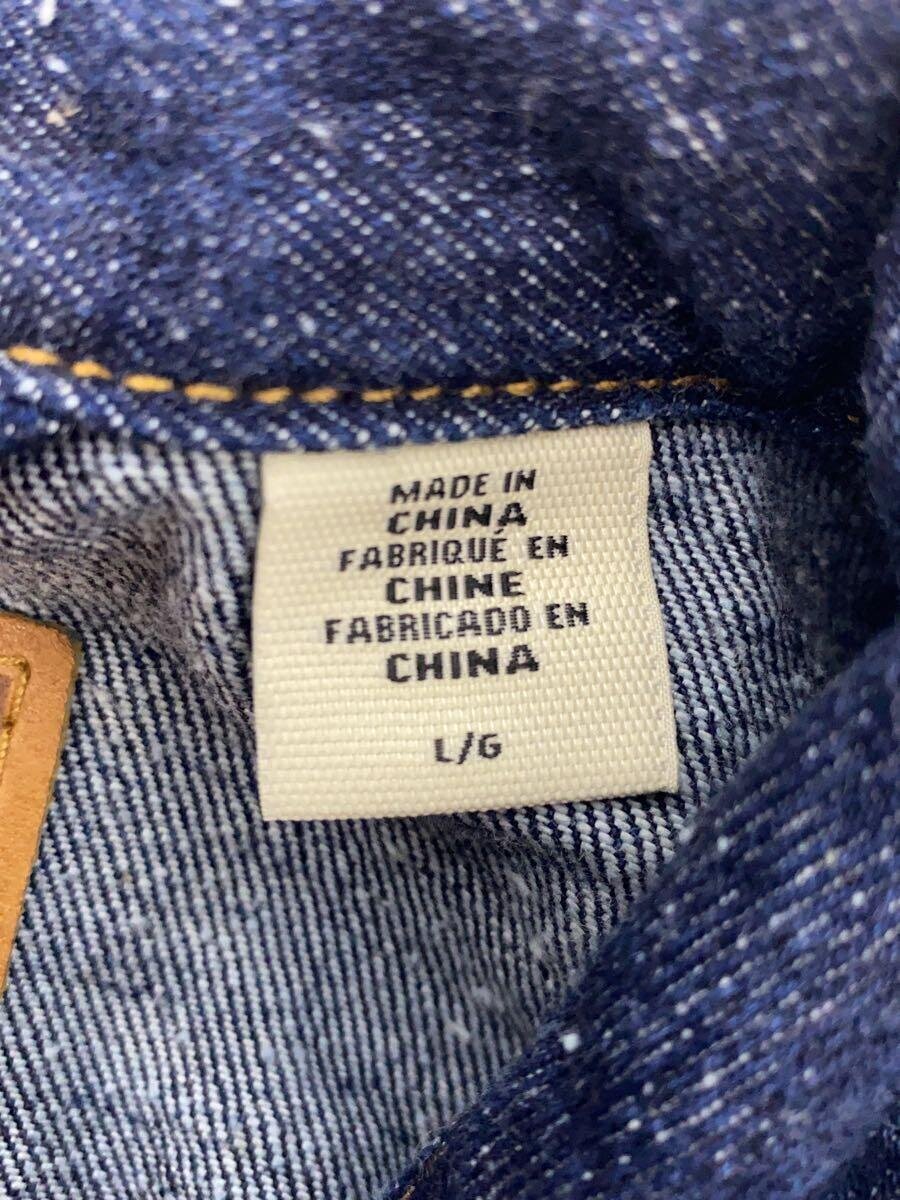 MADE IN
CHINA
FABRIQUÉ EN
CHINE
FABRICADO EN
CHINA
L/G